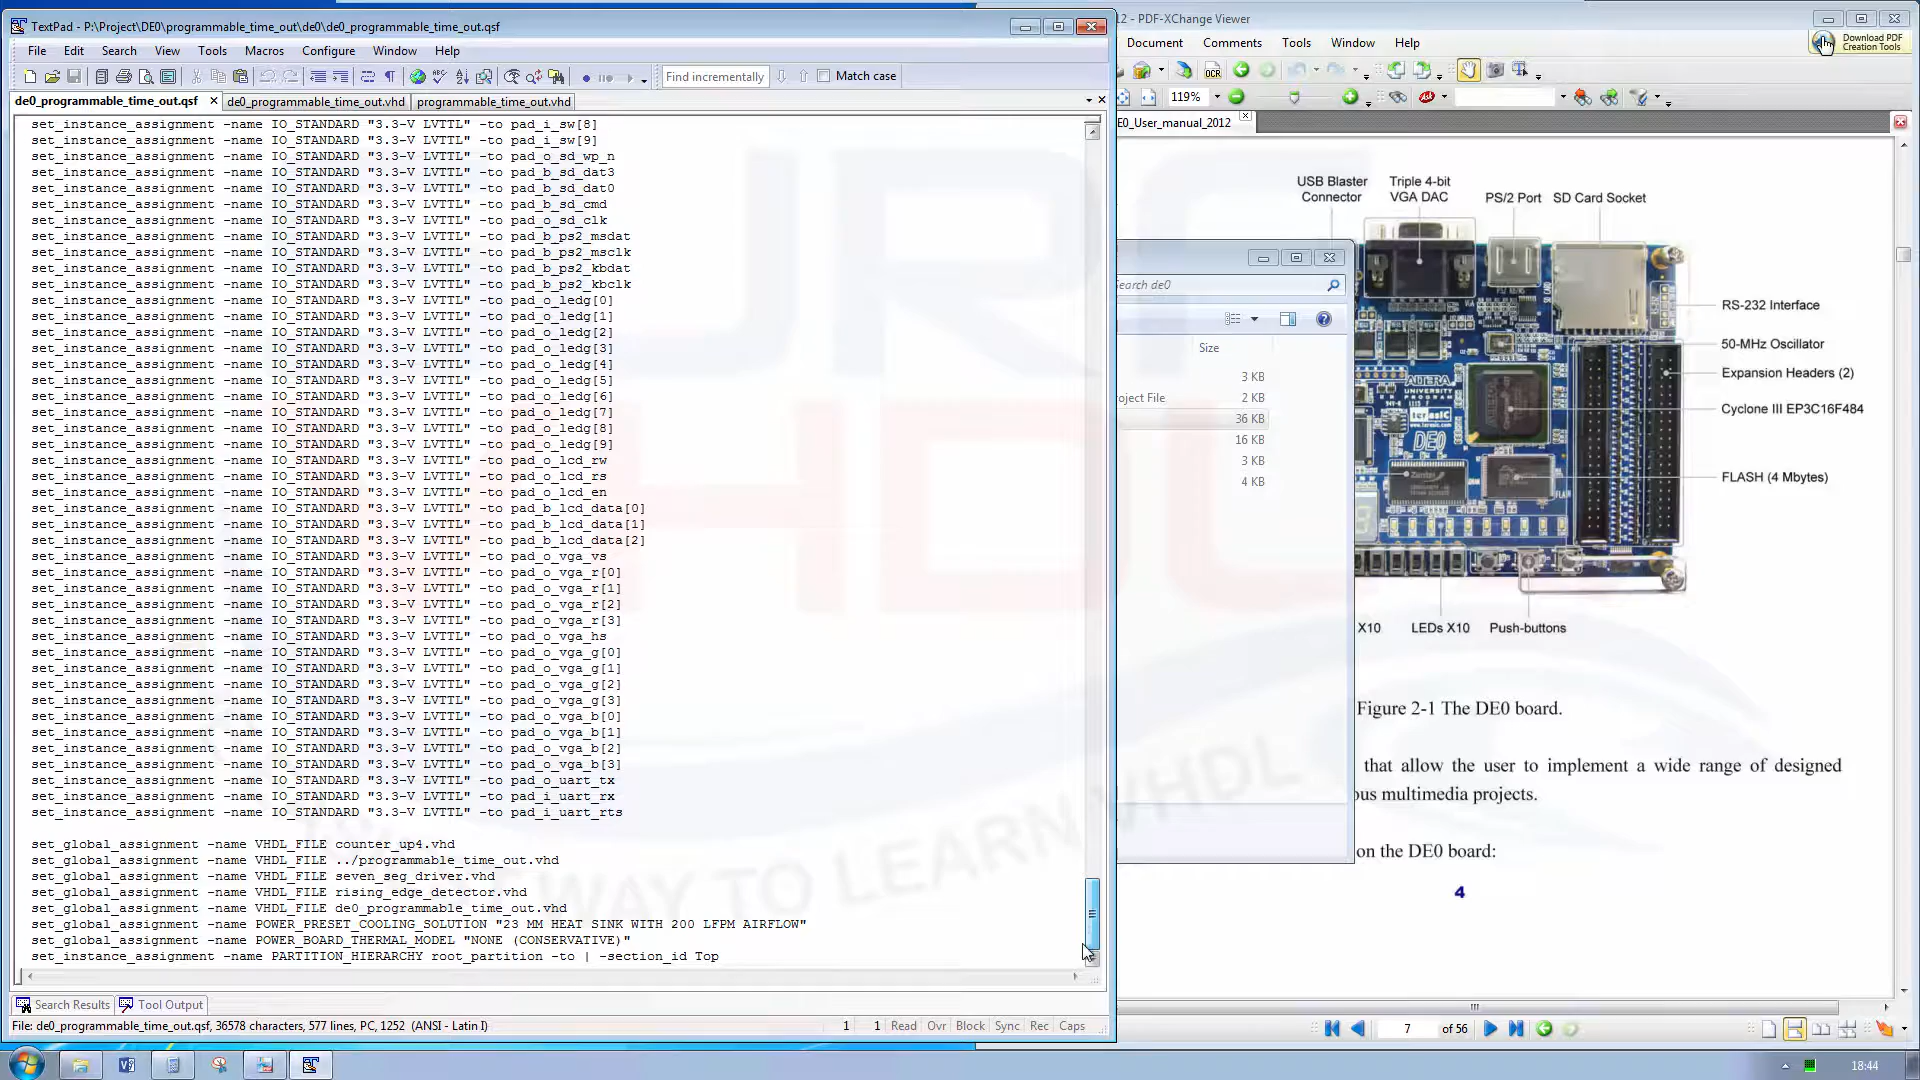 TextPad - P:\Project\DE0\programmable_time_out\de0\de0_programmable_time_out.qsf
File Edit Search View Tools Macros Configure Window Help
Find incrementally Match case
de0_programmable_time_out.qsf de0_programmable_time_out.vhd programmable_time_out.vhd
set_instance_assignment -name IO_STANDARD "3.3-V LVTTL" -to pad_i_sw[8]
set_instance_assignment -name IO_STANDARD "3.3-V LVTTL" -to pad_i_sw[9]
set_instance_assignment -name IO_STANDARD "3.3-V LVTTL" -to pad_o_sd_wp_n
set_instance_assignment -name IO_STANDARD "3.3-V LVTTL" -to pad_b_sd_dat3
set_instance_assignment -name IO_STANDARD "3.3-V LVTTL" -to pad_b_sd_dat0
set_instance_assignment -name IO_STANDARD "3.3-V LVTTL" -to pad_b_sd_cmd
set_instance_assignment -name IO_STANDARD "3.3-V LVTTL" -to pad_o_sd_clk
set_instance_assignment -name IO_STANDARD "3.3-V LVTTL" -to pad_b_ps2_msdat
set_instance_assignment -name IO_STANDARD "3.3-V LVTTL" -to pad_b_ps2_msclk
set_instance_assignment -name IO_STANDARD "3.3-V LVTTL" -to pad_b_ps2_kbdat
set_instance_assignment -name IO_STANDARD "3.3-V LVTTL" -to pad_b_ps2_kbclk
set_instance_assignment -name IO_STANDARD "3.3-V LVTTL" -to pad_o_ledg[0]
set_instance_assignment -name IO_STANDARD "3.3-V LVTTL" -to pad_o_ledg[1]
set_instance_assignment -name IO_STANDARD "3.3-V LVTTL" -to pad_o_ledg[2]
set_instance_assignment -name IO_STANDARD "3.3-V LVTTL" -to pad_o_ledg[3]
set_instance_assignment -name IO_STANDARD "3.3-V LVTTL" -to pad_o_ledg[4]
set_instance_assignment -name IO_STANDARD "3.3-V LVTTL" -to pad_o_ledg[5]
set_instance_assignment -name IO_STANDARD "3.3-V LVTTL" -to pad_o_ledg[6]
set_instance_assignment -name IO_STANDARD "3.3-V LVTTL" -to pad_o_ledg[7]
set_instance_assignment -name IO_STANDARD "3.3-V LVTTL" -to pad_o_ledg[8]
set_instance_assignment -name IO_STANDARD "3.3-V LVTTL" -to pad_o_ledg[9]
set_instance_assignment -name IO_STANDARD "3.3-V LVTTL" -to pad_o_lcd_rw
set_instance_assignment -name IO_STANDARD "3.3-V LVTTL" -to pad_o_lcd_rs
set_instance_assignment -name IO_STANDARD "3.3-V LVTTL" -to pad_o_lcd_en
set_instance_assignment -name IO_STANDARD "3.3-V LVTTL" -to pad_b_lcd_data[0]
set_instance_assignment -name IO_STANDARD "3.3-V LVTTL" -to pad_b_lcd_data[1]
set_instance_assignment -name IO_STANDARD "3.3-V LVTTL" -to pad_b_lcd_data[2]
set_instance_assignment -name IO_STANDARD "3.3-V LVTTL" -to pad_o_vga_vs
set_instance_assignment -name IO_STANDARD "3.3-V LVTTL" -to pad_o_vga_r[0]
set_instance_assignment -name IO_STANDARD "3.3-V LVTTL" -to pad_o_vga_r[1]
set_instance_assignment -name IO_STANDARD "3.3-V LVTTL" -to pad_o_vga_r[2]
set_instance_assignment -name IO_STANDARD "3.3-V LVTTL" -to pad_o_vga_r[3]
set_instance_assignment -name IO_STANDARD "3.3-V LVTTL" -to pad_o_vga_hs
set_instance_assignment -name IO_STANDARD "3.3-V LVTTL" -to pad_o_vga_g[0]
set_instance_assignment -name IO_STANDARD "3.3-V LVTTL" -to pad_o_vga_g[1]
set_instance_assignment -name IO_STANDARD "3.3-V LVTTL" -to pad_o_vga_g[2]
set_instance_assignment -name IO_STANDARD "3.3-V LVTTL" -to pad_o_vga_g[3]
set_instance_assignment -name IO_STANDARD "3.3-V LVTTL" -to pad_o_vga_b[0]
set_instance_assignment -name IO_STANDARD "3.3-V LVTTL" -to pad_o_vga_b[1]
set_instance_assignment -name IO_STANDARD "3.3-V LVTTL" -to pad_o_vga_b[2]
set_instance_assignment -name IO_STANDARD "3.3-V LVTTL" -to pad_o_vga_b[3]
set_instance_assignment -name IO_STANDARD "3.3-V LVTTL" -to pad_o_uart_tx
set_instance_assignment -name IO_STANDARD "3.3-V LVTTL" -to pad_i_uart_rx
set_instance_assignment -name IO_STANDARD "3.3-V LVTTL" -to pad_i_uart_rts
set_global_assignment -name VHDL_FILE counter_up4.vhd
set_global_assignment -name VHDL_FILE ../programmable_time_out.vhd
set_global_assignment -name VHDL_FILE seven_seg_driver.vhd
set_global_assignment -name VHDL_FILE rising_edge_detector.vhd
set_global_assignment -name VHDL_FILE de0_programmable_time_out.vhd
set_global_assignment -name POWER_PRESET_COOLING_SOLUTION "23 MM HEAT SINK WITH 200 LFPM AIRFLOW"
set_global_assignment -name POWER_BOARD_THERMAL_MODEL "NONE (CONSERVATIVE)"
set_instance_assignment -name PARTITION_HIERARCHY root_partition -to | -section_id Top
Search Results Tool Output
File: de0_programmable_time_out.qsf, 36578 characters, 577 lines, PC, 1252 (ANSI - Latin I)
1 1 Read Ovr Block Sync Rec Caps
12 - PDF-XChange Viewer
Document Comments Tools Window Help
Download PDF
Creation Tools
OCR
119%
E0_User_manual_2012
Search de0
Size
3 KB
oject File 2 KB
36 KB
16 KB
3 KB
4 KB
USB Blaster
Connector
Triple 4-bit
VGA DAC
PS/2 Port
SD Card Socket
RS-232 Interface
50-MHz Oscillator
Expansion Headers (2)
Cyclone III EP3C16F484
FLASH (4 Mbytes)
ALTERA
UNIVERSITY
PROGRAM
terasIC
DE0
X10
LEDs X10
Push-buttons
Figure 2-1 The DE0 board.
that allow the user to implement a wide range of designed
ous multimedia projects.
on the DE0 board:
4
7 of 56
WAY TO LEARN VHDL
18:44